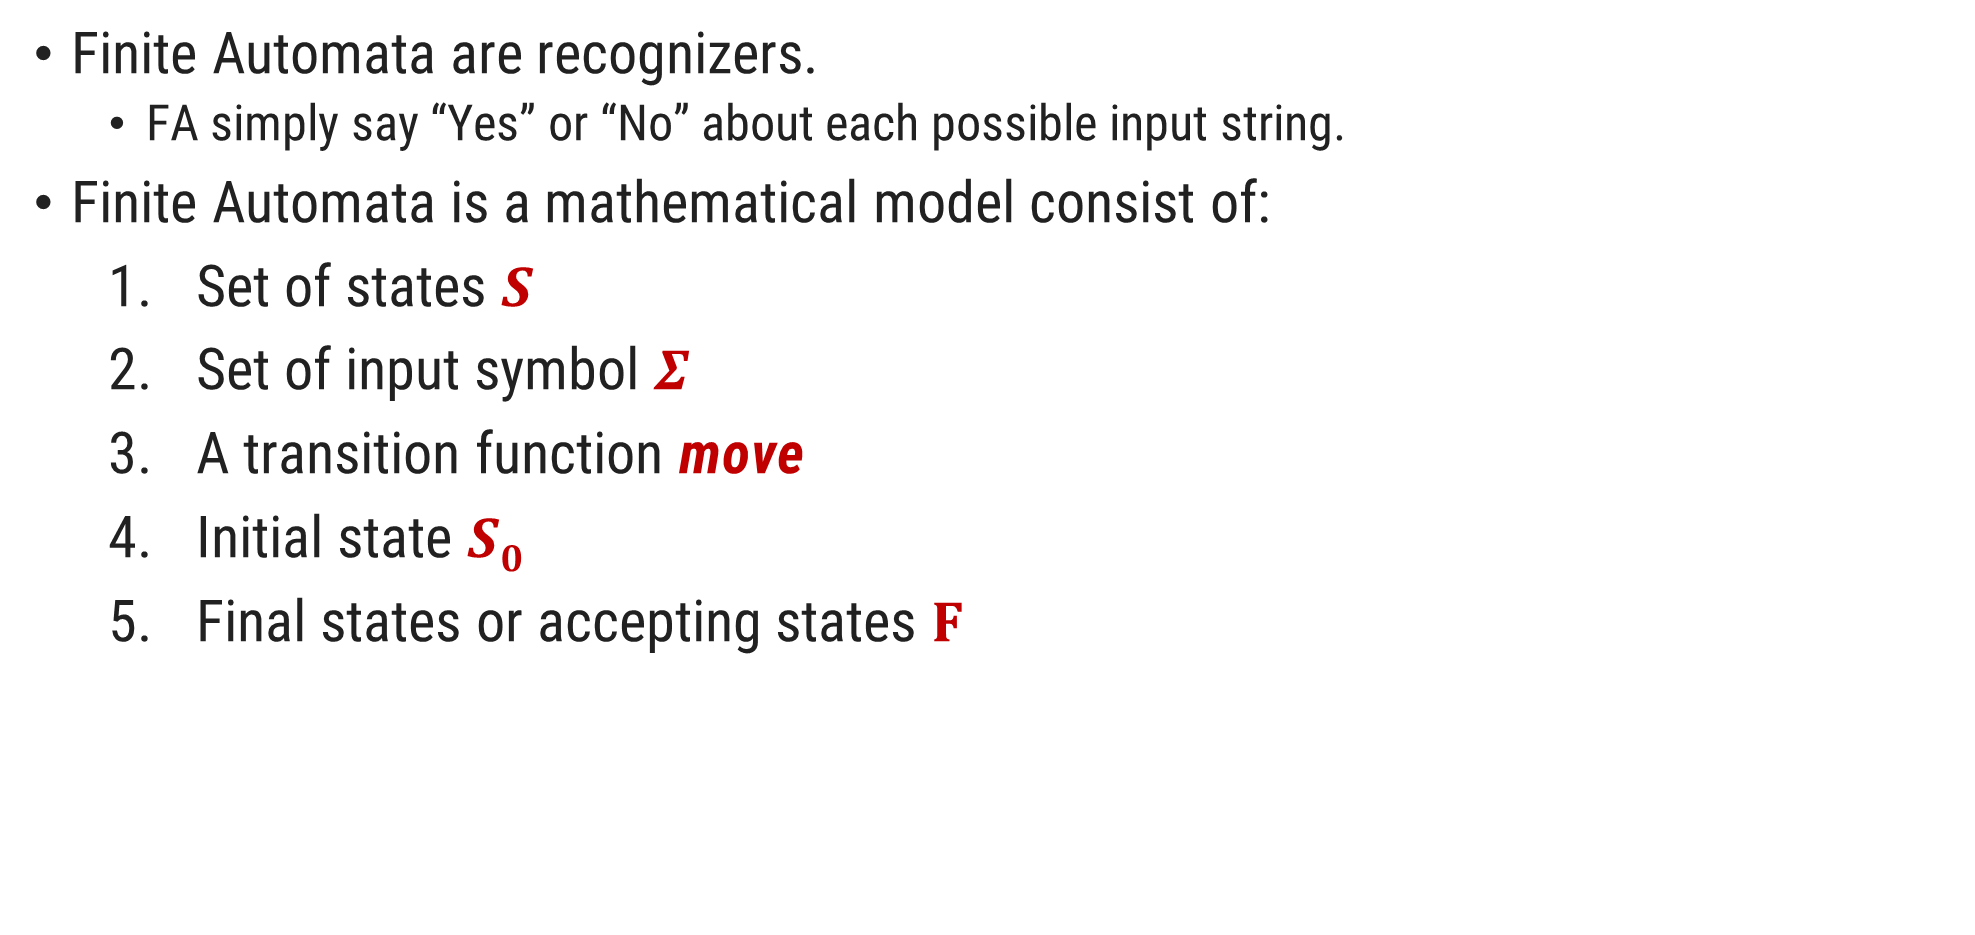 • Finite Automata are recognizers.
• FA simply say “Yes” or “No” about each possible input string.
• Finite Automata is a mathematical model consist of:
1. Set of states S
2. Set of input symbol Σ
3. A transition function move
4. Initial state S₀
5. Final states or accepting states F